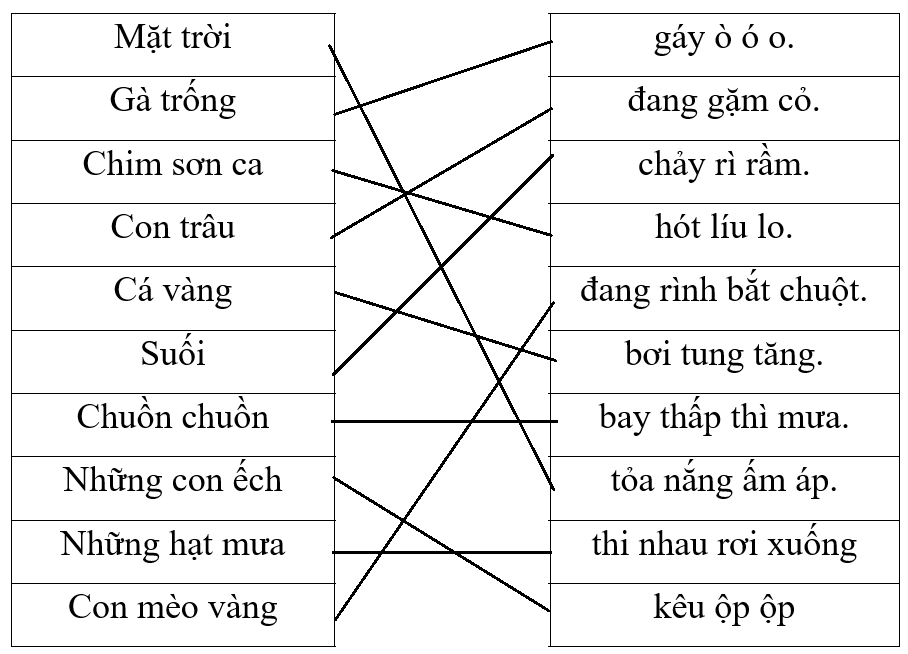 Mặt trời gáy ò ó o.
Gà trống đang gặm cỏ.
Chim sơn ca chảy rì rầm.
Con trâu hót líu lo.
Cá vàng đang rình bắt chuột.
Suối bơi tung tăng.
Chuồn chuồn bay thấp thì mưa.
Những con ếch tỏa nắng ấm áp.
Những hạt mưa thi nhau rơi xuống
Con mèo vàng kêu ộp ộp